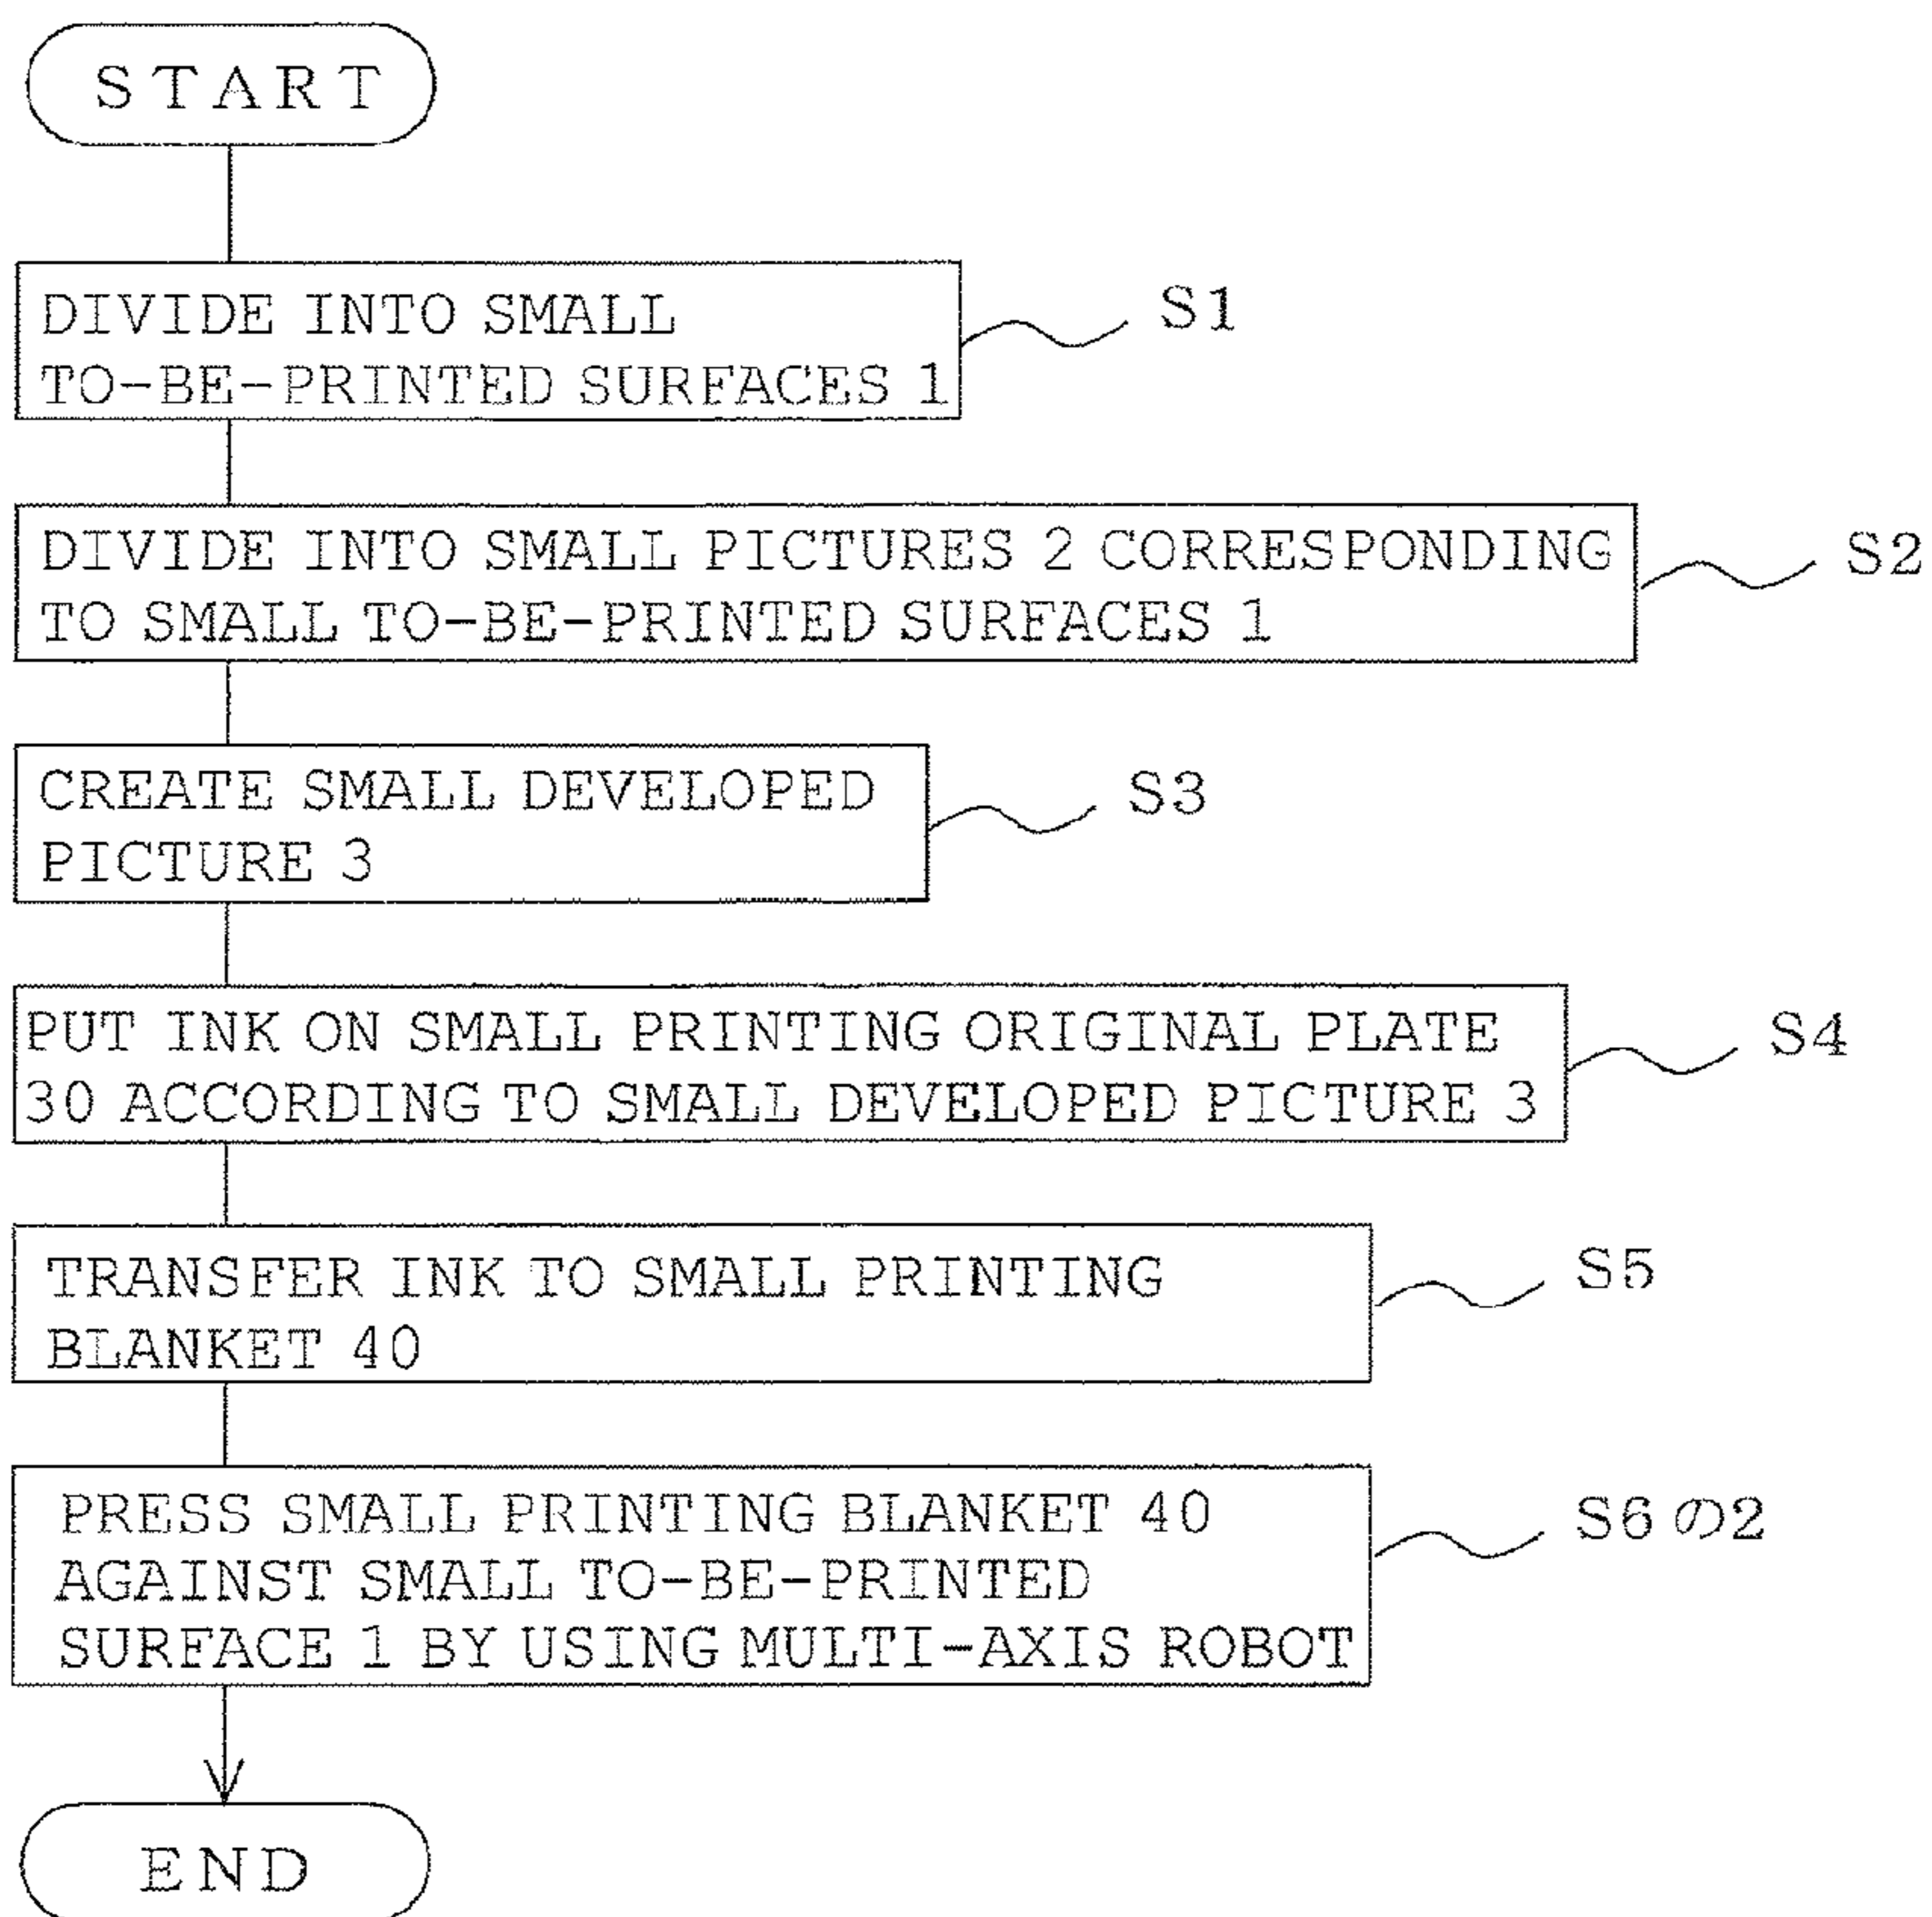 START
DIVIDE INTO SMALL
TO-BE-PRINTED SURFACES 1
S1
DIVIDE INTO SMALL PICTURES 2 CORRESPONDING
TO SMALL TO-BE-PRINTED SURFACES 1
S2
CREATE SMALL DEVELOPED
PICTURE 3
S3
PUT INK ON SMALL PRINTING ORIGINAL PLATE
30 ACCORDING TO SMALL DEVELOPED PICTURE 3
S4
TRANSFER INK TO SMALL PRINTING
BLANKET 40
S5
PRESS SMALL PRINTING BLANKET 40
AGAINST SMALL TO-BE-PRINTED
SURFACE 1 BY USING MULTI-AXIS ROBOT
S6の2
END